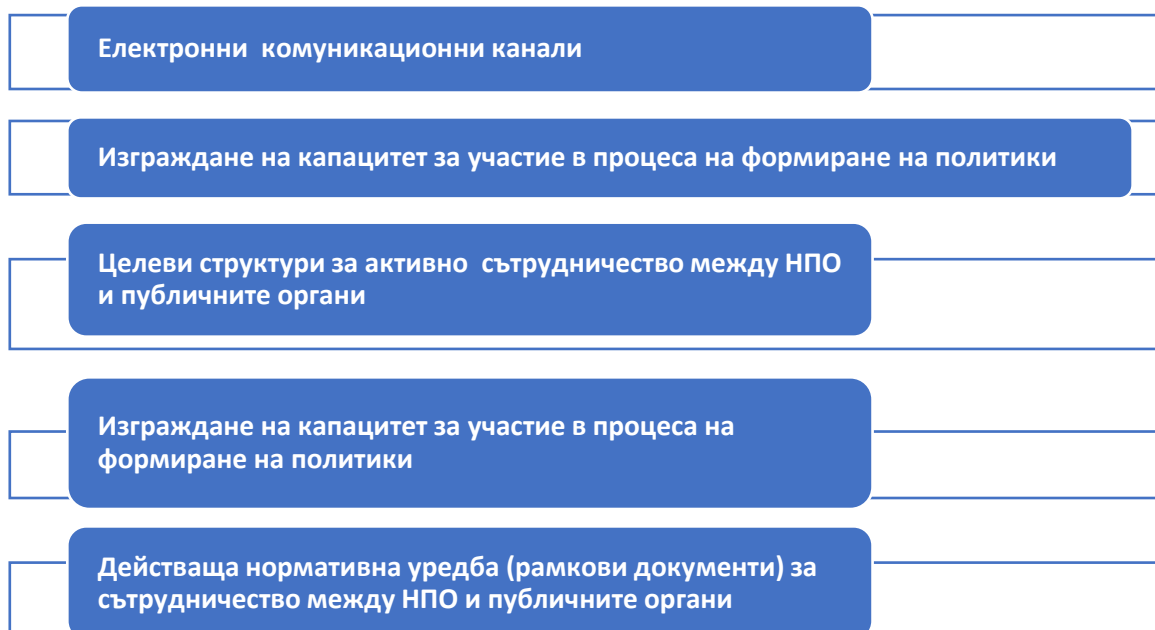 Електронни комуникационни канали
Изграждане на капацитет за участие в процеса на формиране на политики
Целеви структури за активно сътрудничество между НПО
и публичните органи
Изграждане на капацитет за участие в процеса на
формиране на политики
Действаща нормативна уредба (рамкови документи) за
сътрудничество между НПО и публичните органи